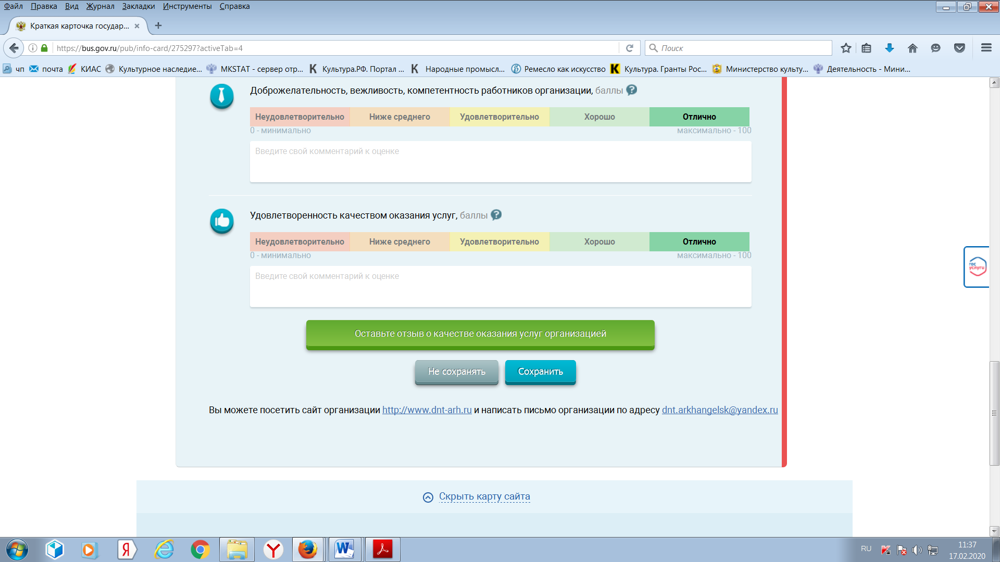 Файл Правка Вид Журнал Закладки Инструменты Справка
Краткая карточка государ...
https://bus.gov.ru/pub/info-card/275297?activeTab=4
Поиск
чп почта КИАС Культурное наследие... MKSTAT - сервер отр... Культура.РФ. Портал ... Народные промысл... Ремесло как искусство Культура. Гранты Рос... Министерство культу... Деятельность - Мини...
Доброжелательность, вежливость, компетентность работников организации, баллы ?
Неудовлетворительно Ниже среднего Удовлетворительно Хорошо Отлично
0 - минимально максимально - 100
Введите свой комментарий к оценке
Удовлетворенность качеством оказания услуг, баллы ?
Неудовлетворительно Ниже среднего Удовлетворительно Хорошо Отлично
0 - минимально максимально - 100
гос
услуги
Введите свой комментарий к оценке
Оставьте отзыв о качестве оказания услуг организацией
Не сохранять Сохранить
Вы можете посетить сайт организации http://www.dnt-arh.ru и написать письмо организации по адресу dnt.arkhangelsk@yandex.ru
Скрыть карту сайта
RU
11:37
17.02.2020